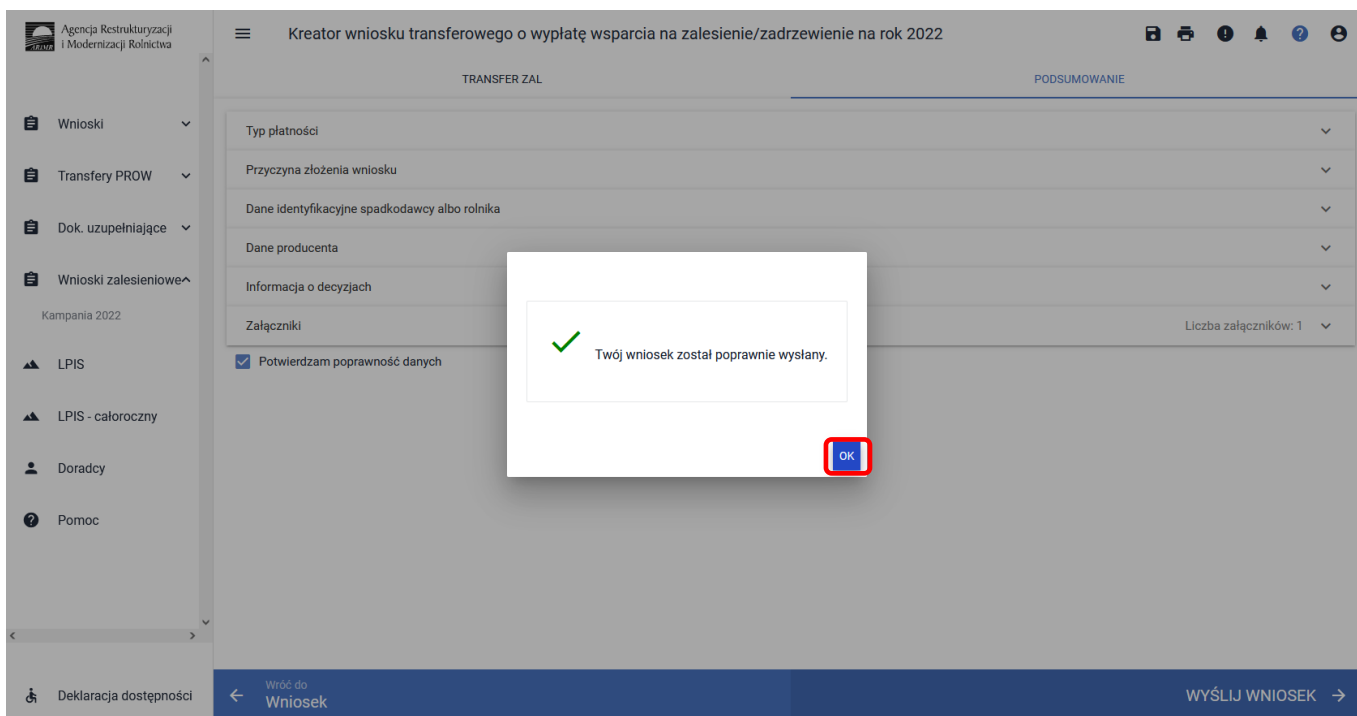 Agencja Restrukturyzacji
i Modernizacji Rolnictwa
ARiMR
Kreator wniosku transferowego o wypłatę wsparcia na zalesienie/zadrzewienie na rok 2022
TRANSFER ZAL
PODSUMOWANIE
Wnioski
Transfery PROW
Dok. uzupełniające
Wnioski zalesieniowe
Kampania 2022
LPIS
LPIS - całoroczny
Doradcy
Pomoc
Deklaracja dostępności
Typ płatności
Przyczyna złożenia wniosku
Dane identyfikacyjne spadkodawcy albo rolnika
Dane producenta
Informacja o decyzjach
Załączniki
Liczba załączników: 1
Potwierdzam poprawność danych
Twój wniosek został poprawnie wysłany.
OK
Wróć do
Wniosek
WYŚLIJ WNIOSEK